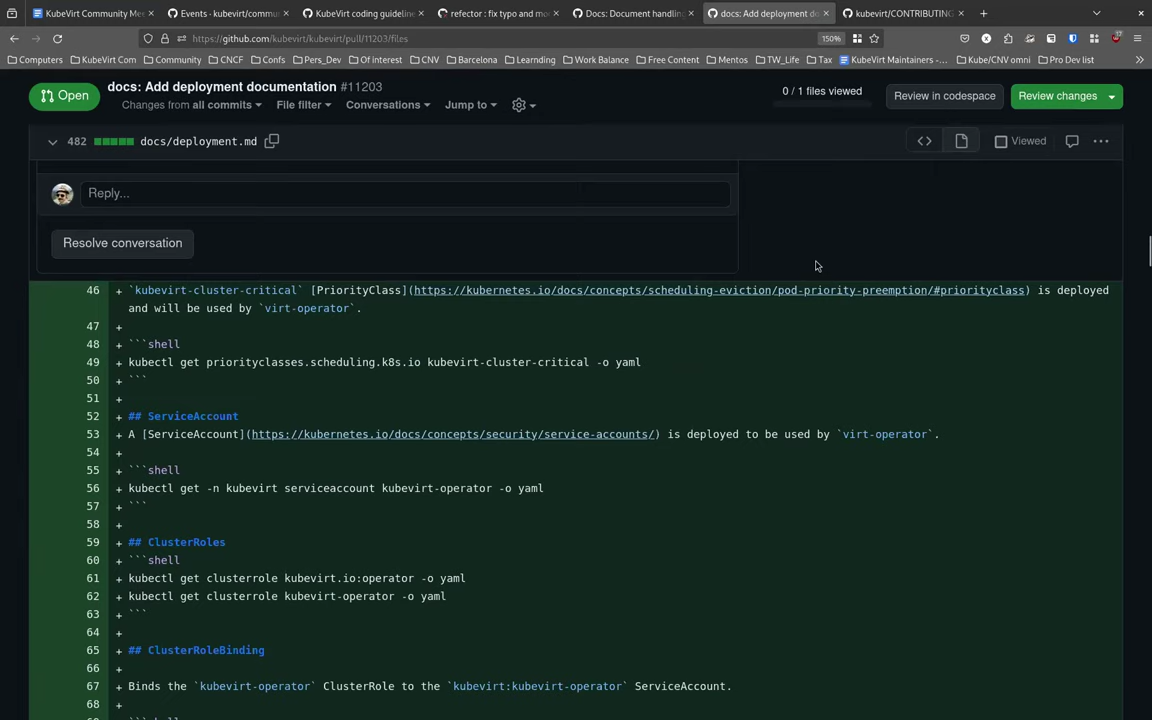 KubeVirt Community Me
Events · kubevirt/commu
KubeVirt coding guideline
refactor : fix typo and mo
Docs: Document handling
docs: Add deployment do
kubevirt/CONTRIBUTING
https://github.com/kubevirt/kubevirt/pull/11203/files
150%
Computers
KubeVirt Com
Community
CNCF
Confs
Pers_Dev
Of interest
CNV
Barcelona
Learnding
Work Balance
Free Content
Mentos
TW_Life
Tax
KubeVirt Maintainers -...
Kube/CNV omni
Pro Dev list
Open
docs: Add deployment documentation #11203
Changes from all commits
File filter
Conversations
Jump to
0 / 1 files viewed
Review in codespace
Review changes
482
docs/deployment.md
Viewed
Reply...
Resolve conversation
46 + `kubevirt-cluster-critical` [PriorityClass](https://kubernetes.io/docs/concepts/scheduling-eviction/pod-priority-preemption/#priorityclass) is deployed
and will be used by `virt-operator`.
47 +
48 + ```shell
49 + kubectl get priorityclasses.scheduling.k8s.io kubevirt-cluster-critical -o yaml
50 + ```
51 +
52 + ## ServiceAccount
53 + A [ServiceAccount](https://kubernetes.io/docs/concepts/security/service-accounts/) is deployed to be used by `virt-operator`.
54 +
55 + ```shell
56 + kubectl get -n kubevirt serviceaccount kubevirt-operator -o yaml
57 + ```
58 +
59 + ## ClusterRoles
60 + ```shell
61 + kubectl get clusterrole kubevirt.io:operator -o yaml
62 + kubectl get clusterrole kubevirt-operator -o yaml
63 + ```
64 +
65 + ## ClusterRoleBinding
66 +
67 + Binds the `kubevirt-operator` ClusterRole to the `kubevirt:kubevirt-operator` ServiceAccount.
68 +